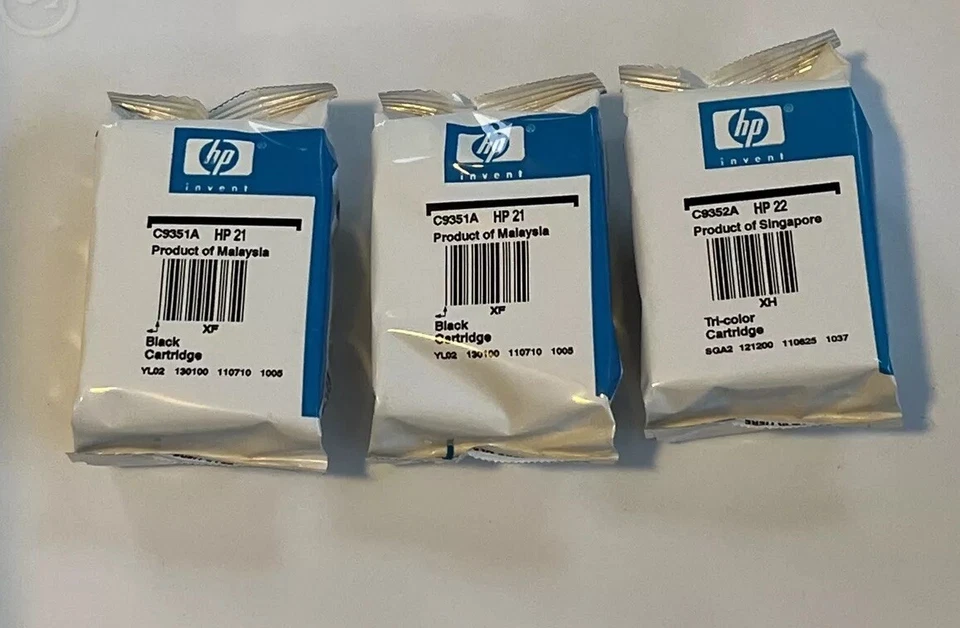 hp
invent
C9351A HP 21
Product of Malaysia
XF
Black
Cartridge
YL02 130100 110710 1005
hp
invent
C9351A HP 21
Product of Malaysia
XF
Black
Cartridge
YL02 130100 110710 1005
hp
invent
C9352A HP 22
Product of Singapore
XH
Tri-color
Cartridge
SGA2 121200 110825 1037